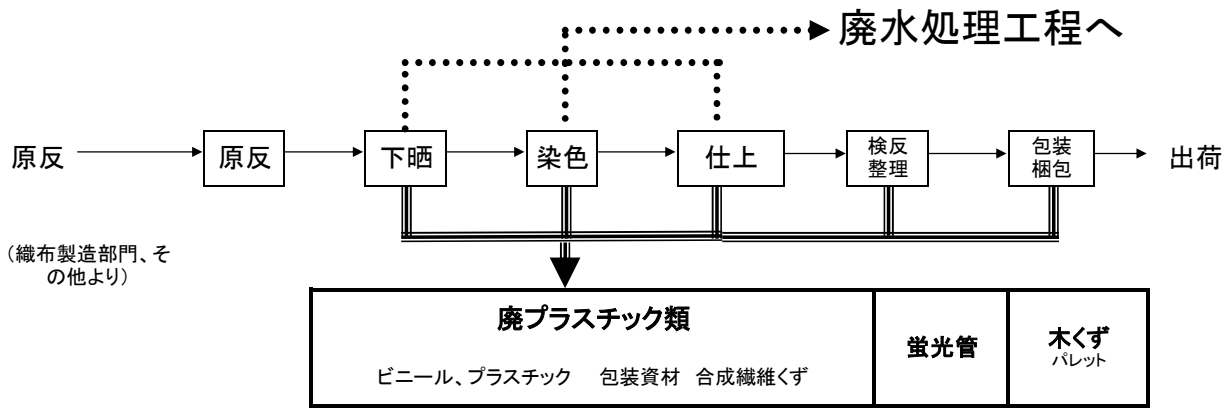 廃水処理工程へ
原反
原反
下晒
染色
仕上
検反
整理
包装
梱包
出荷
(織布製造部門、そ
の他より)
廃プラスチック類
ビニール、プラスチック 包装資材 合成繊維くず
蛍光管
木くず
パレット